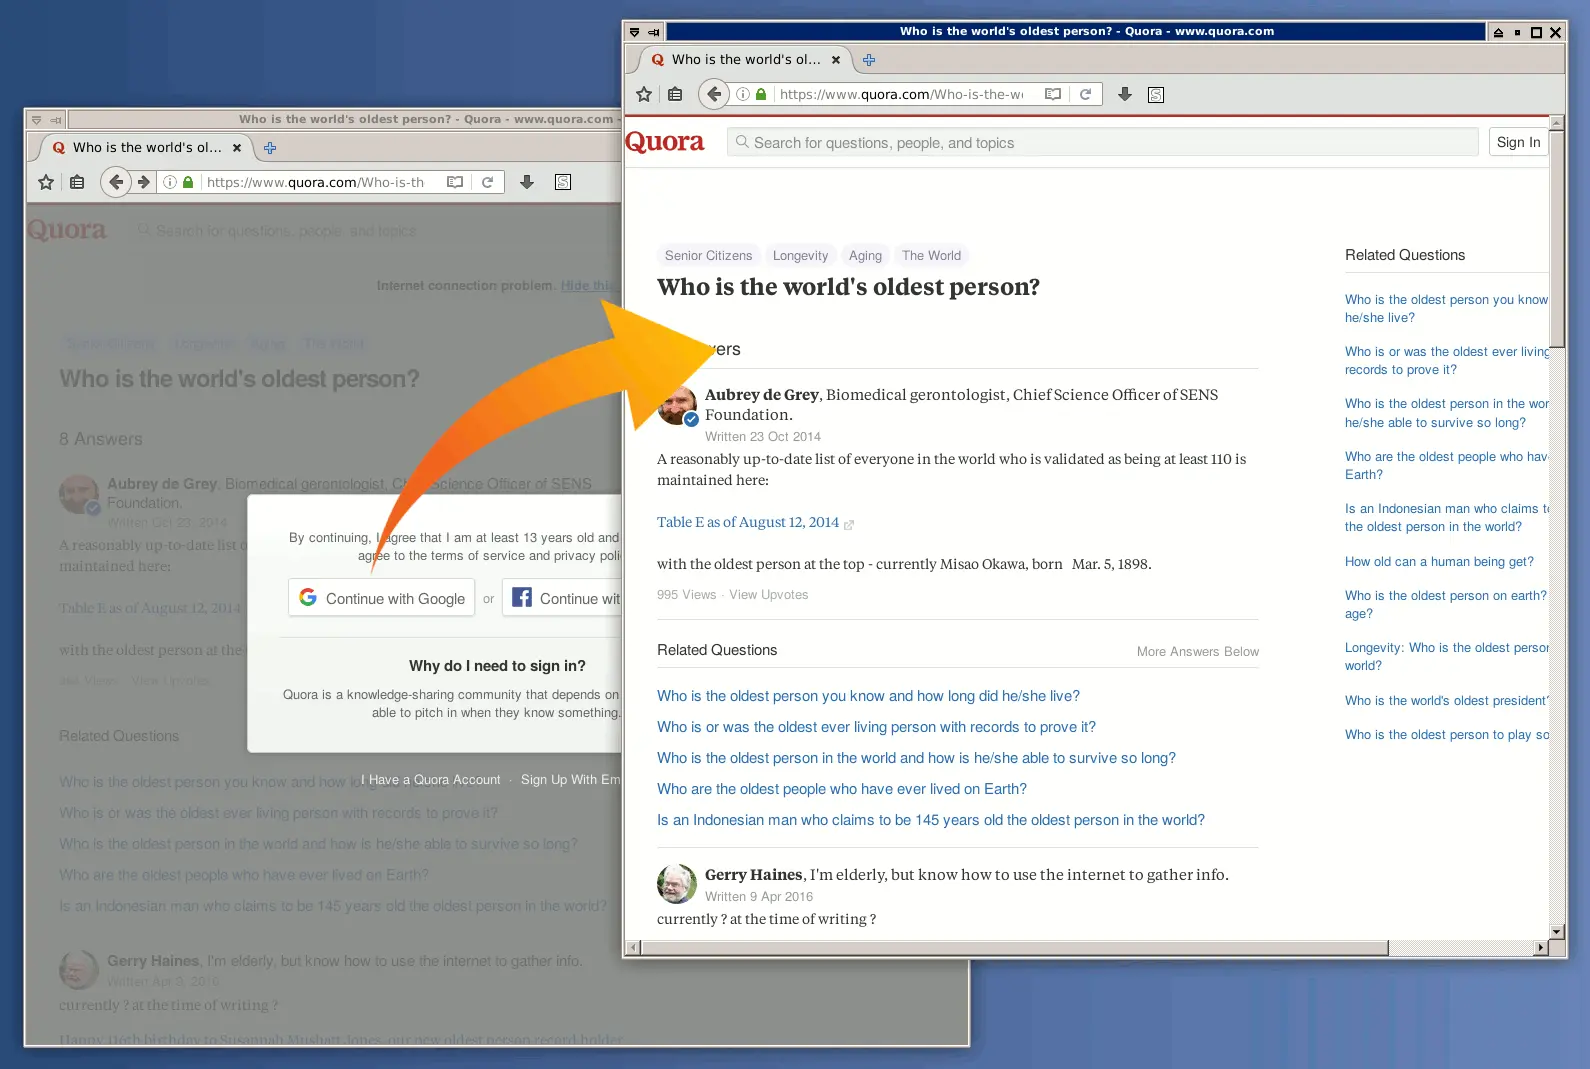 Who is the world's oldest person? - Quora - www.quora.com
Who is the world's ol...
https://www.quora.com/Who-is-the-w
Quora
Search for questions, people, and topics
Sign In
Senior Citizens
Longevity
Aging
The World
Who is the world's oldest person?
Aubrey de Grey, Biomedical gerontologist, Chief Science Officer of SENS
Foundation.
Written 23 Oct 2014
A reasonably up-to-date list of everyone in the world who is validated as being at least 110 is
maintained here:
Table E as of August 12, 2014
with the oldest person at the top - currently Misao Okawa, born Mar. 5, 1898.
995 Views · View Upvotes
Related Questions
More Answers Below
Who is the oldest person you know and how long did he/she live?
Who is or was the oldest ever living person with records to prove it?
Who is the oldest person in the world and how is he/she able to survive so long?
Who are the oldest people who have ever lived on Earth?
Is an Indonesian man who claims to be 145 years old the oldest person in the world?
Gerry Haines, I'm elderly, but know how to use the internet to gather info.
Written 9 Apr 2016
currently ? at the time of writing ?
Related Questions
Who is the oldest person you know
he/she live?
Who is or was the oldest ever living
records to prove it?
Who is the oldest person in the wor
he/she able to survive so long?
Who are the oldest people who have
Earth?
Is an Indonesian man who claims t
the oldest person in the world?
How old can a human being get?
Who is the oldest person on earth?
age?
Longevity: Who is the oldest person
world?
Who is the world's oldest president?
Who is the oldest person to play so
Who is the world's oldest person? - Quora - www.quora.com -
Who is the world's ol...
https://www.quora.com/Who-is-th
Quora
Search for questions, people, and topics
Internet connection problem. Hide this
Senior Citizens
Longevity
Aging
The World
Who is the world's oldest person?
8 Answers
Aubrey de Grey, Biomedical gerontologist, Chief Science Officer of SENS
Foundation.
Written Oct 23, 2014
A reasonably up-to-date list o
maintained here:
Table E as of August 12, 2014
with the oldest person at the
Views · View Upvotes
Related Questions
Who is the oldest person you know and how long
Who is or was the oldest ever living person with records to prove it?
Who is the oldest person in the world and how is he/she able to survive so long?
Who are the oldest people who have ever lived on Earth?
Is an Indonesian man who claims to be 145 years old the oldest person in the world?
Gerry Haines, I'm elderly, but know how to use the internet to gather info.
Written Apr 9, 2016
currently ? at the time of writing ?
Happy 116th birthday to Susannah Mushatt Jones, our new oldest person record holder
By continuing, I agree that I am at least 13 years old and
agree to the terms of service and privacy poli
Continue with Google
or
Continue wit
Why do I need to sign in?
Quora is a knowledge-sharing community that depends on
able to pitch in when they know something.
I Have a Quora Account · Sign Up With Em